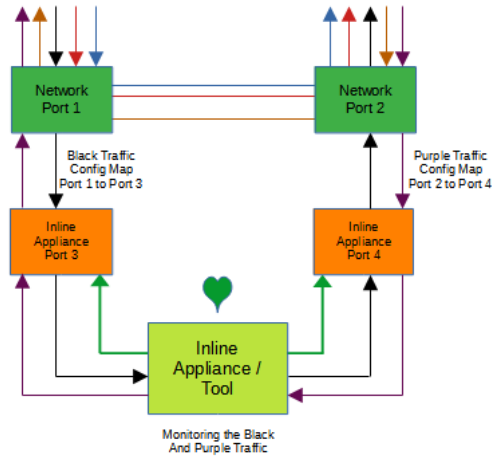 Network
Port 1
Network
Port 2
Black Traffic
Config Map
Port 1 to Port 3
Purple Traffic
Config Map
Port 2 to Port 4
Inline
Appliance
Port 3
Inline
Appliance
Port 4
Inline
Appliance /
Tool
Monitoring the Black
And Purple Traffic